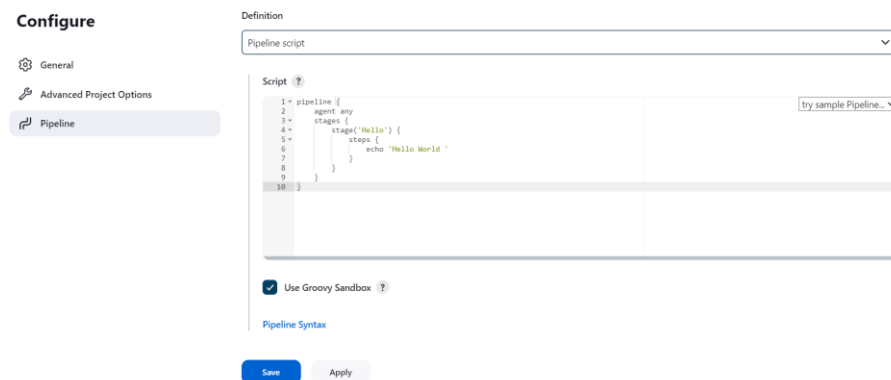 Configure
General
Advanced Project Options
Pipeline
Definition
Pipeline script
Script ?
try sample Pipeline...
1 pipeline {
2 agent any
3 stages {
4 stage('Hello') {
5 steps {
6 echo 'Hello World '
7 }
8 }
9 }
10 }
Use Groovy Sandbox ?
Pipeline Syntax
Save Apply